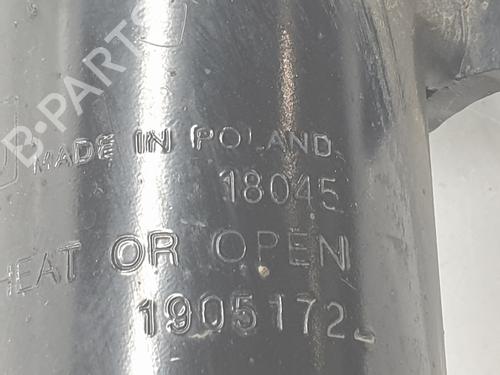 B-PARTS
MADE IN POLAND
18045
HEAT OR OPEN
1905172